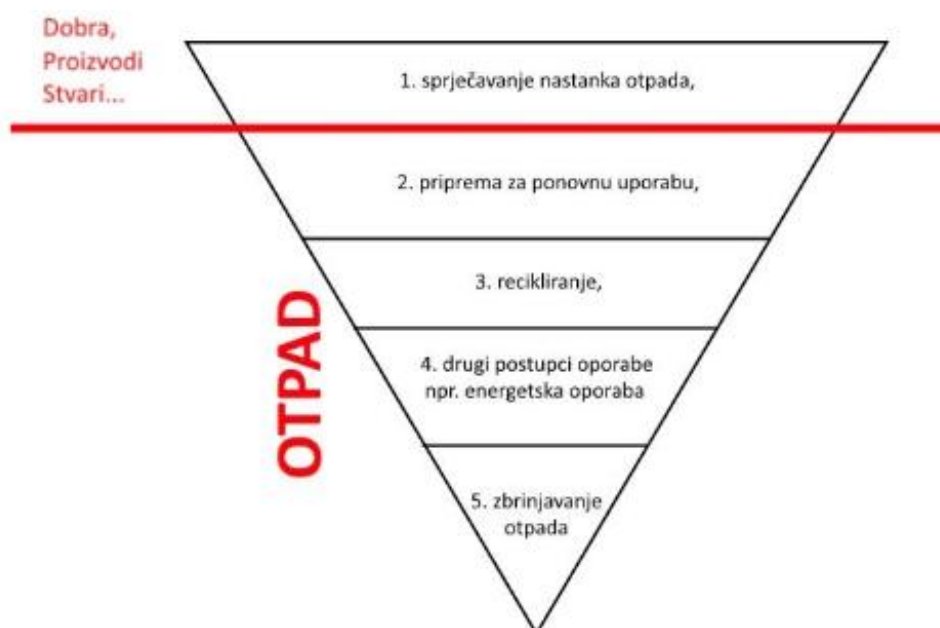 Dobra,
Proizvodi
Stvari...
1. sprječavanje nastanka otpada,
2. priprema za ponovnu uporabu,
3. recikliranje,
4. drugi postupci oporabe
npr. energetska oporaba
5. zbrinjavanje
otpada
OTPAD